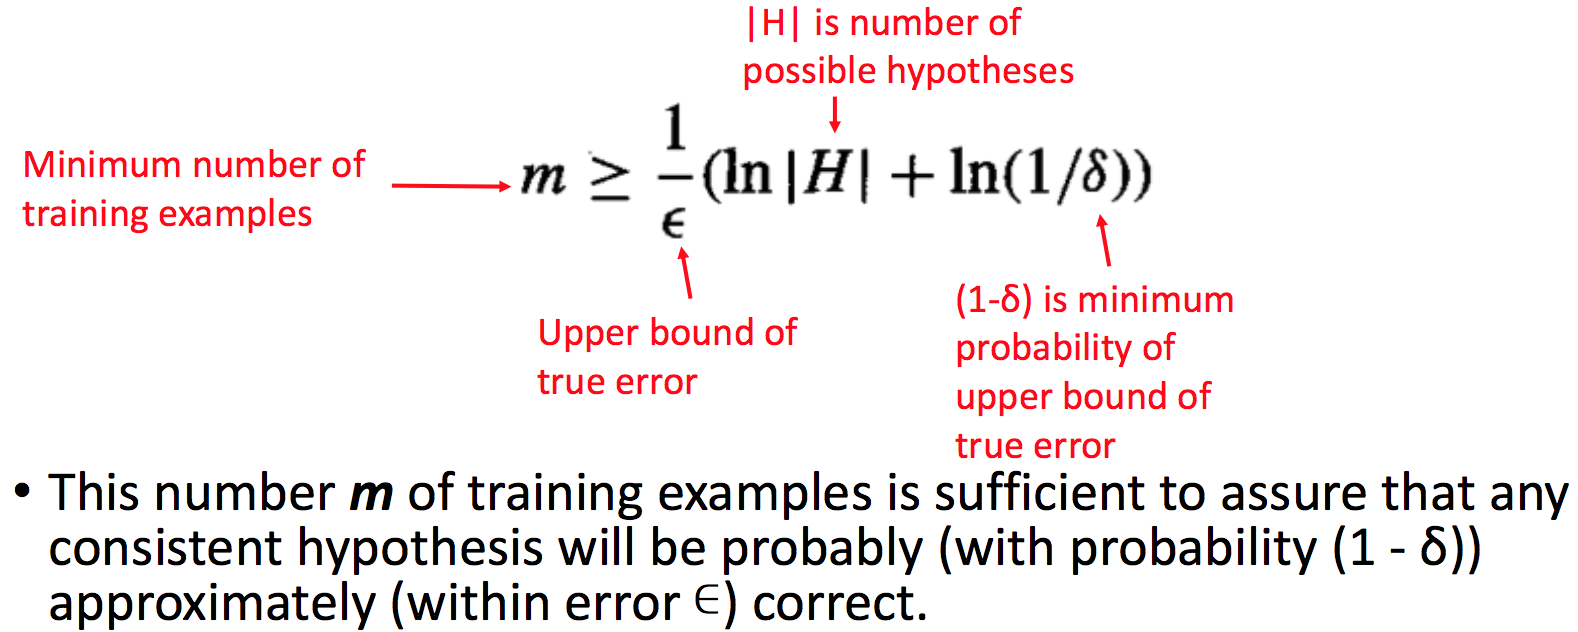 |H| is number of
possible hypotheses
Minimum number of
training examples
m ≥ 1/ϵ (ln |H| + ln(1/δ))
Upper bound of
true error
(1-δ) is minimum
probability of
upper bound of
true error
• This number m of training examples is sufficient to assure that any
consistent hypothesis will be probably (with probability (1 - δ))
approximately (within error ∈) correct.